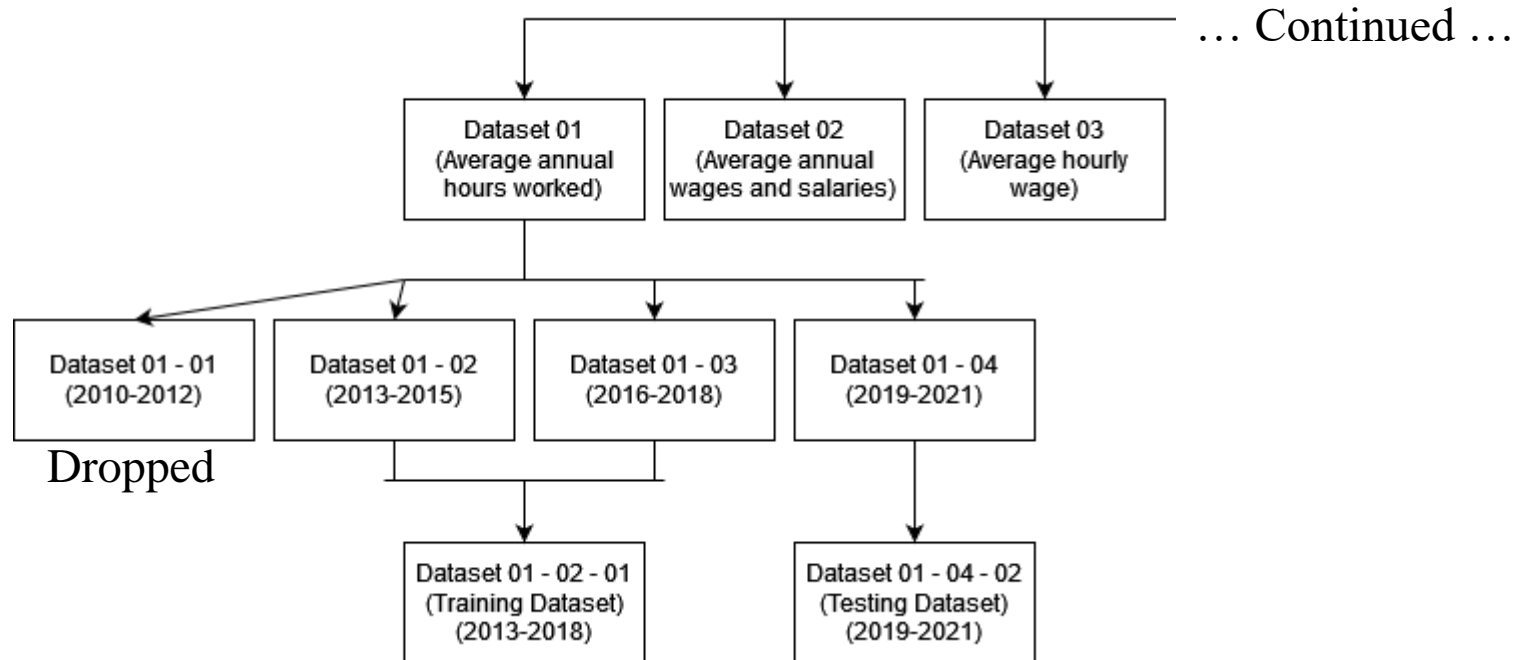 … Continued …
Dataset 01
(Average annual
hours worked)
Dataset 02
(Average annual
wages and salaries)
Dataset 03
(Average hourly
wage)
Dataset 01 - 01
(2010-2012)
Dataset 01 - 02
(2013-2015)
Dataset 01 - 03
(2016-2018)
Dataset 01 - 04
(2019-2021)
Dropped
Dataset 01 - 02 - 01
(Training Dataset)
(2013-2018)
Dataset 01 - 04 - 02
(Testing Dataset)
(2019-2021)